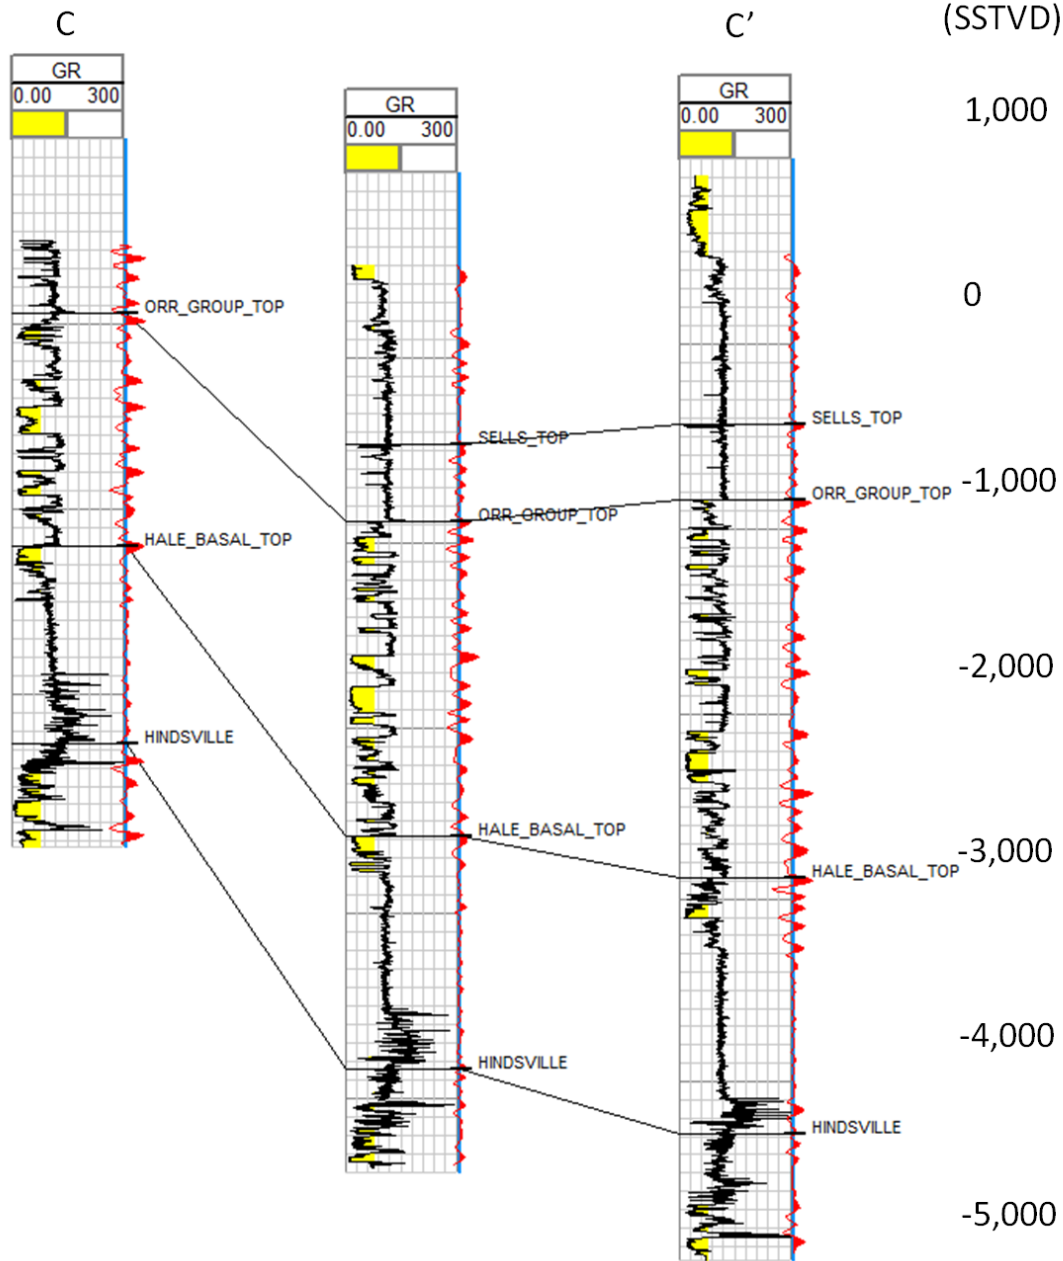 C
C’
(SSTVD)
GR
0.00 300
GR
0.00 300
GR
0.00 300
1,000
0
-1,000
-2,000
-3,000
-4,000
-5,000
ORR_GROUP_TOP
HALE_BASAL_TOP
HINDSVILLE
SELLS_TOP
ORR_GROUP_TOP
HALE_BASAL_TOP
HINDSVILLE
SELLS_TOP
ORR_GROUP_TOP
HALE_BASAL_TOP
HINDSVILLE